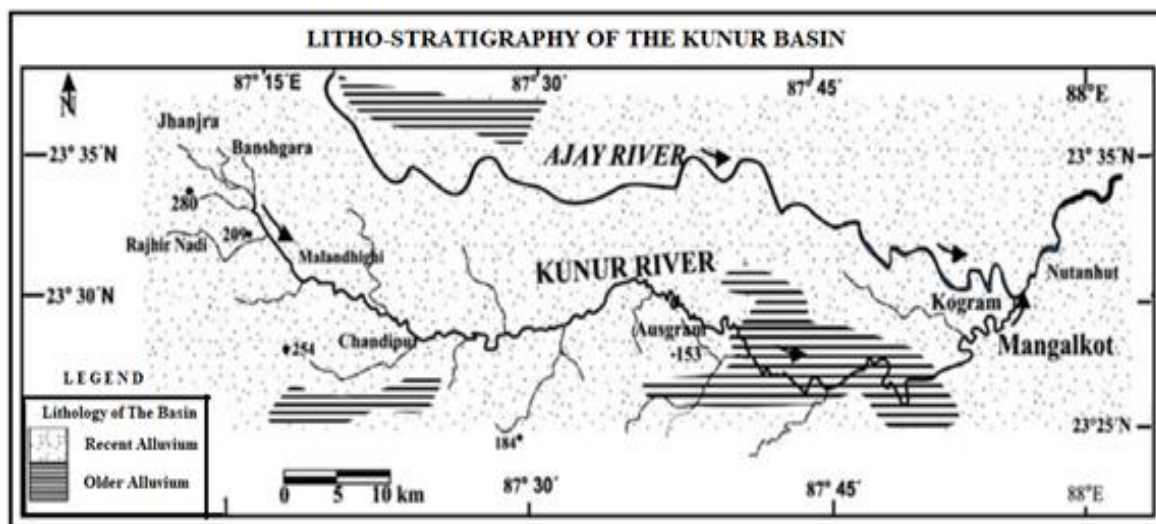 LITHO-STRATIGRAPHY OF THE KUNUR BASIN
87° 15´E
87° 30´
87° 45´
88°E
N
Jhanjra
Banshgara
23° 35´N
AJAY RIVER
23° 35´N
280
209
Rajhir Nadi
Malandhighi
KUNUR RIVER
Nutanhut
23° 30´N
Kogram
Ausgram
Chandipur
Mangalkot
254
153
LEGEND
Lithology of The Basin
Recent Alluvium
Older Alluvium
184
23°25´N
0 5 10 km
87° 30´
87° 45´
88°E